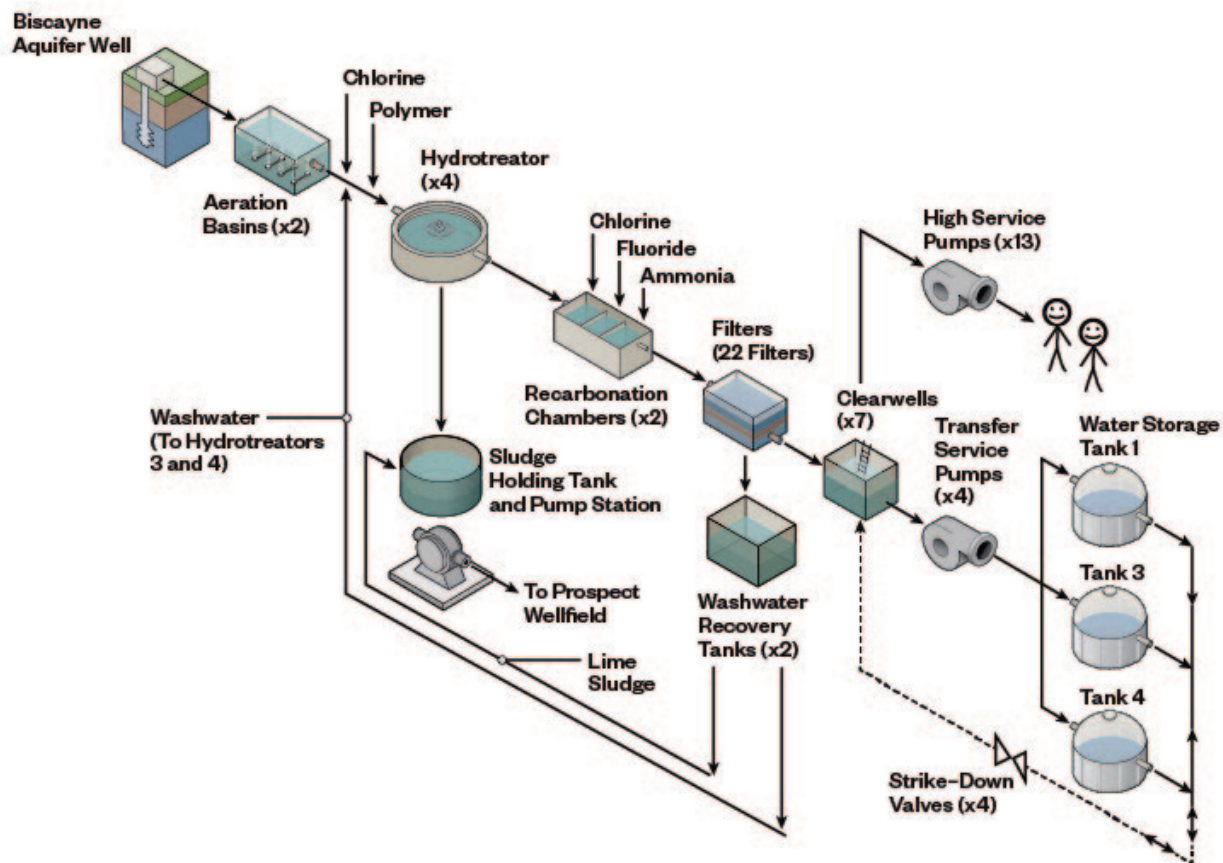 Biscayne
Aquifer Well
Chlorine
Polymer
Hydrotreator
(x4)
Aeration
Basins (x2)
Chlorine
Fluoride
Ammonia
High Service
Pumps (x13)
Filters
(22 Filters)
Recarbonation
Chambers (x2)
Clearwells
(x7)
Transfer
Service
Pumps
(x4)
Water Storage
Tank 1
Washwater
(To Hydrotreators
3 and 4)
Sludge
Holding Tank
and Pump Station
To Prospect
Wellfield
Washwater
Recovery
Tanks (x2)
Tank 3
Lime
Sludge
Tank 4
Strike-Down
Valves (x4)